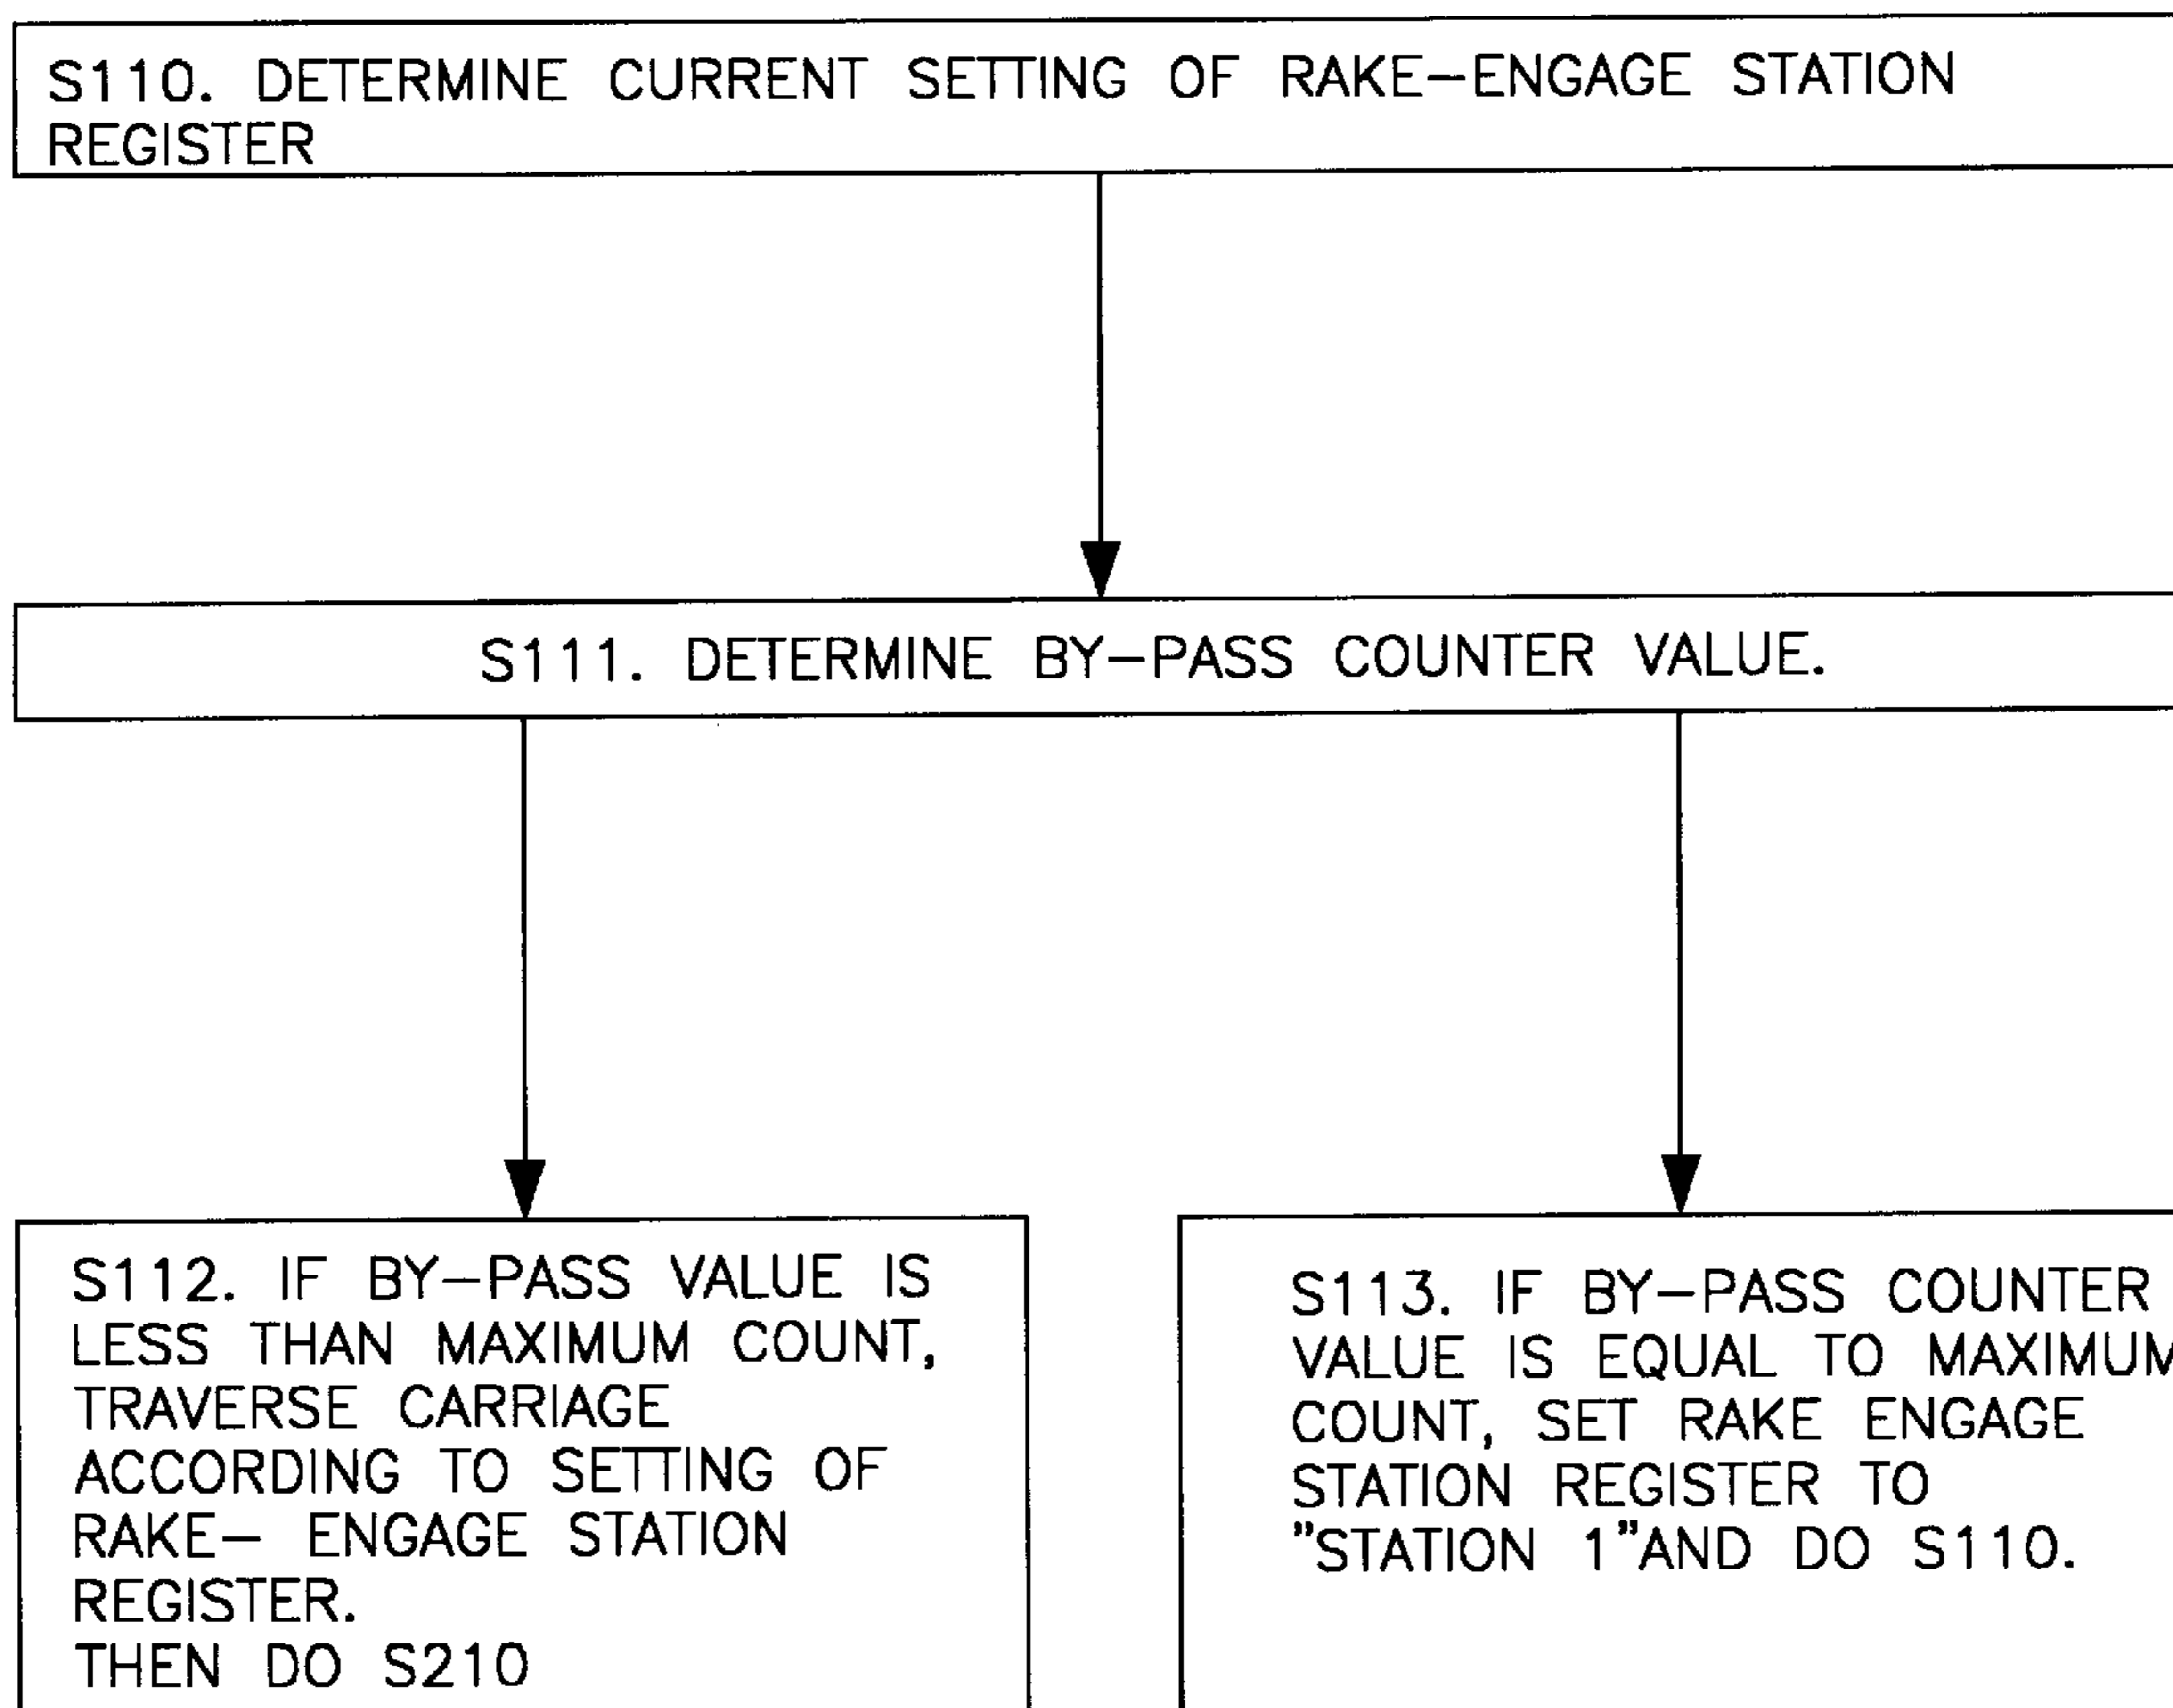 S110. DETERMINE CURRENT SETTING OF RAKE-ENGAGE STATION
REGISTER
S111. DETERMINE BY-PASS COUNTER VALUE.
S112. IF BY-PASS VALUE IS
LESS THAN MAXIMUM COUNT,
TRAVERSE CARRIAGE
ACCORDING TO SETTING OF
RAKE- ENGAGE STATION
REGISTER.
THEN DO S210
S113. IF BY-PASS COUNTER
VALUE IS EQUAL TO MAXIMUM
COUNT, SET RAKE ENGAGE
STATION REGISTER TO
"STATION 1"AND DO S110.